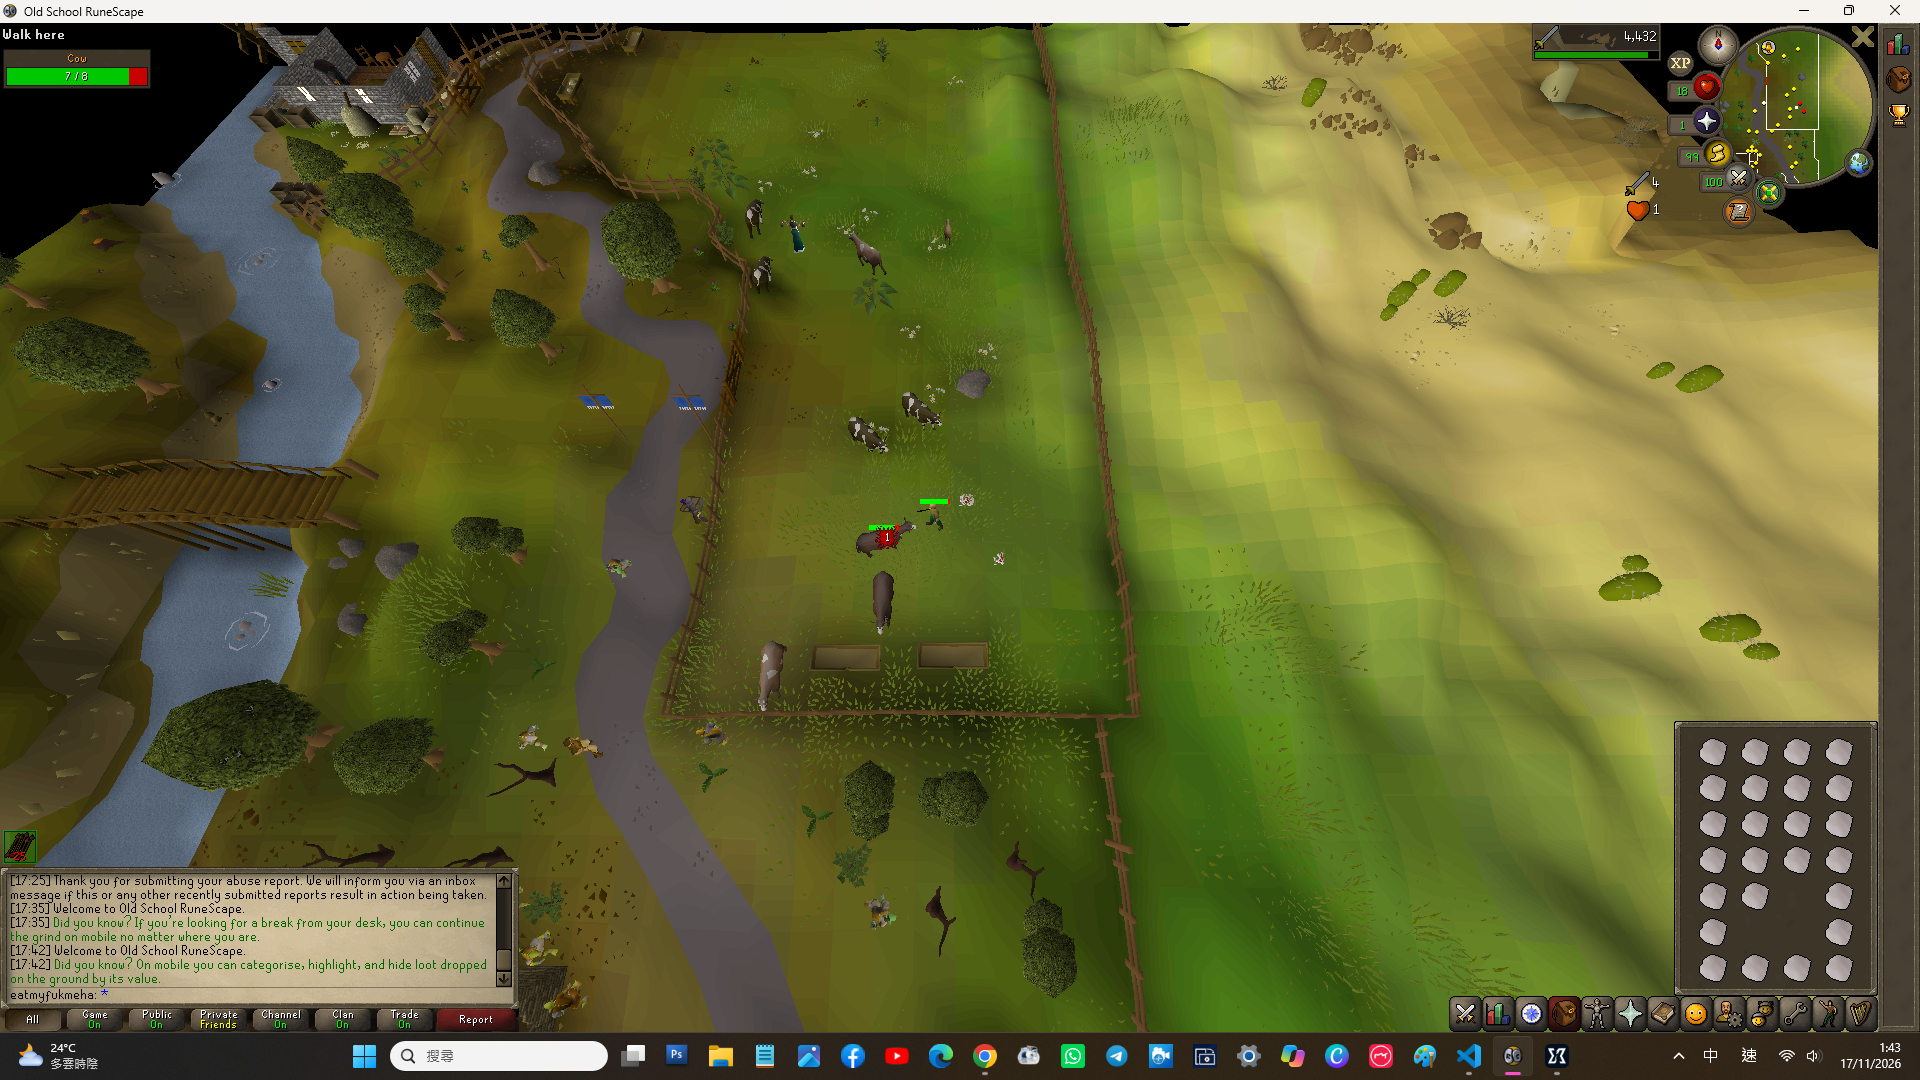 Old School RuneScape
Walk here
Cow
7 / 8
4,432
XP
N
18
1
99
100
4
1
1
-29
[17:25] Thank you for submitting your abuse report. We will inform you via an inbox
message if this or any other recently submitted reports result in action being taken.
[17:35] Welcome to Old School RuneScape.
[17:35] Did you know? If you're looking for a break from your desk, you can continue
the grind on mobile no matter where you are.
[17:42] Welcome to Old School RuneScape.
[17:42] Did you know? On mobile you can categorise, highlight, and hide loot dropped
on the ground by its value.
eatmyfukmeha: *
All
Game
On
Public
On
Private
Friends
Channel
On
Clan
On
Trade
On
Report
24°C
多雲時陰
搜尋
Ps
中
速
1:43
17/11/2026